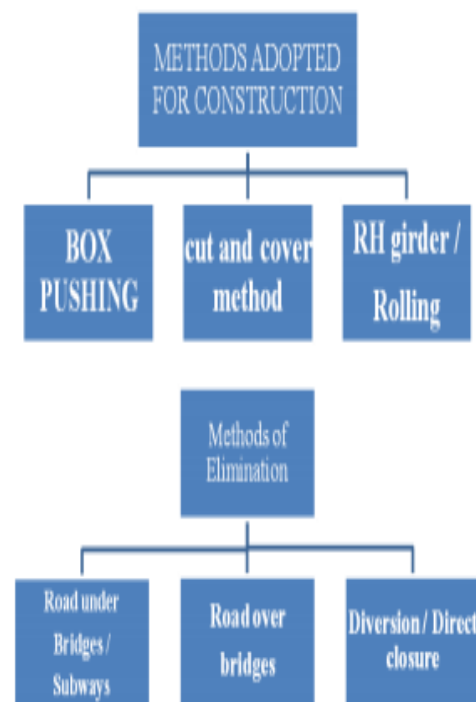 METHODS ADOPTED
FOR CONSTRUCTION
BOX
PUSHING
cut and cover
method
RH girder /
Rolling
Methods of
Elimination
Road under
Bridges /
Subways
Road over
bridges
Diversion / Direct
closure